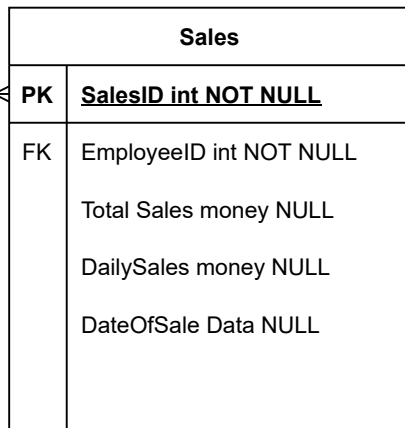 Sales
PK SalesID int NOT NULL
FK EmployeeID int NOT NULL
Total Sales money NULL
DailySales money NULL
DateOfSale Data NULL